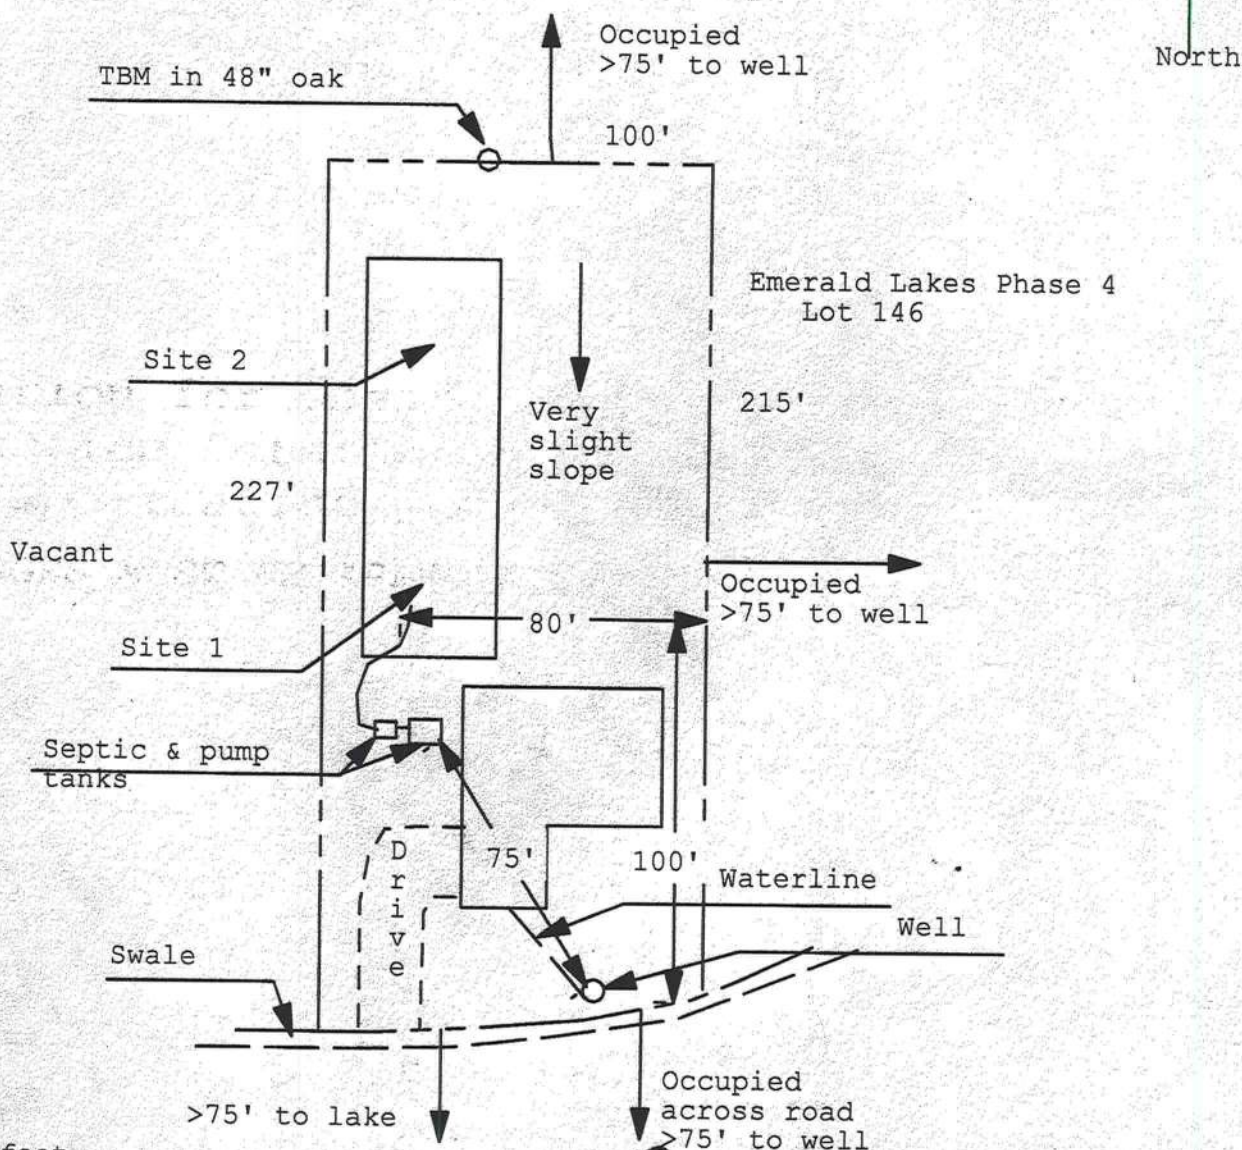 Occupied
>75' to well
North
TBM in 48" oak
100'
Emerald Lakes Phase 4
Lot 146
Site 2
Very
slight
slope
215'
227'
Vacant
Occupied
>75' to well
80'
Site 1
Septic & pump
tanks
Drive
75'
100'
Waterline
Well
Swale
>75' to lake
Occupied
across road
>75' to well